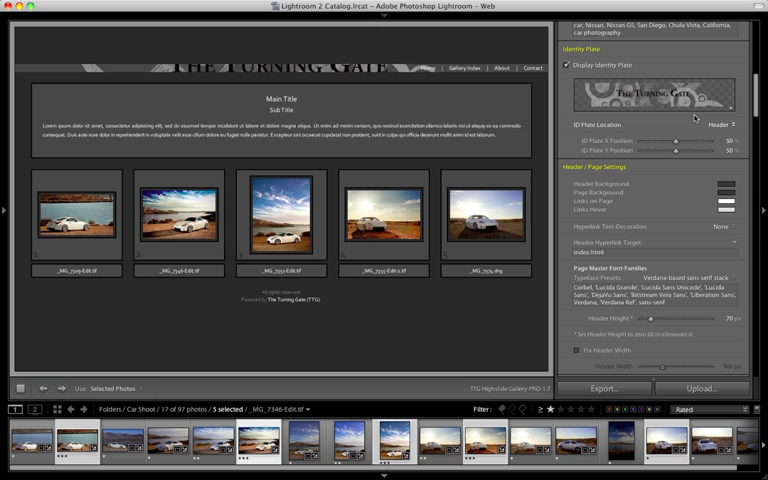 Lightroom 2 Catalog.lrcat - Adobe Photoshop Lightroom - Web
THE TURNING GATE
Home | Gallery Index | About | Contact
Main Title
Sub Title
Lorem ipsum dolor sit amet, consectetur adipisicing elit, sed do eiusmod tempor incididunt ut labore et dolore magna aliqua. Ut enim ad minim veniam, quis nostrud exercitation ullamco laboris nisi ut aliquip ex ea commodo
consequat. Duis aute irure dolor in reprehenderit in voluptate velit esse cillum dolore eu fugiat nulla pariatur. Excepteur sint occaecat cupidatat non proident, sunt in culpa qui officia deserunt mollit anim id est laborum.
1
2
3
4
5
_MG_7309-Edit.tif
_MG_7346-Edit.tif
_MG_7352-Edit.tif
_MG_7355-Edit-2.tif
_MG_7374.dng
All rights reserved.
Powered by The Turning Gate (TTG).
car, Nissan, Nissan GS, San Diego, Chula Vista, California,
car photography
Identity Plate
Display Identity Plate
THE TURNING GATE
ID Plate Location Header
ID Plate X Position 50 %
ID Plate Y Position 50 %
Header / Page Settings
Header Background
Page Background
Links on Page
Links Hover
Hyperlink Text-Decoration None
Header Hyperlink Target
index.html
Page Master Font-Families
Typeface Presets: Verdana-based sans serif stack
Corbel, 'Lucida Grande', 'Lucida Sans Unicode', 'Lucida
Sans', 'DejaVu Sans', 'Bitstream Vera Sans', 'Liberation Sans',
Verdana, 'Verdana Ref', sans-serif
Header Height * 70 px
*Set Header Height to zero (0) to eliminate it.
Fix Header Width
Header Width 960 px
Use: Selected Photos
TTG Highslide Gallery PRO 1.7
Export...
Upload...
1 2 Folders / Car Shoot / 17 of 97 photos / 5 selected / _MG_7346-Edit.tif
Filter: ≥ Rated